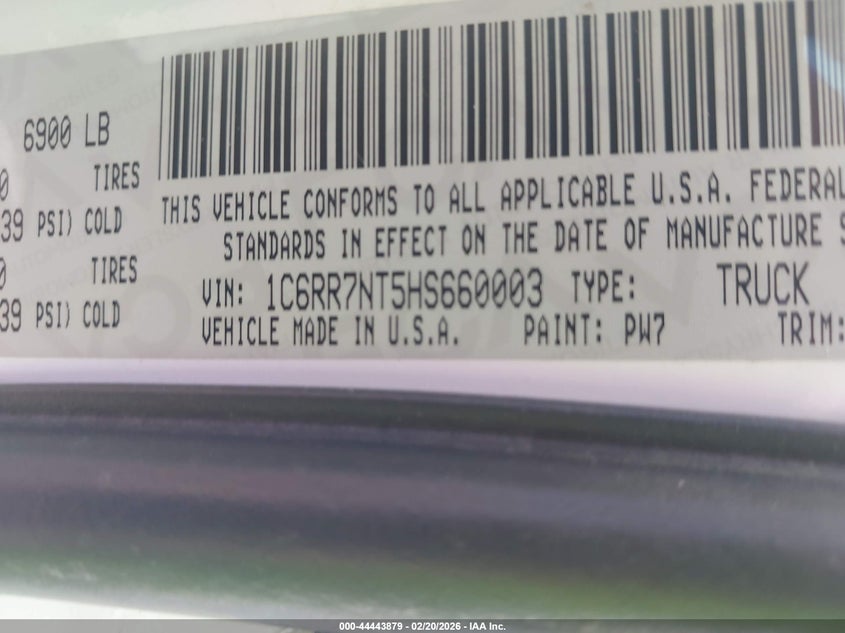 6900 LB
0 TIRES
39 PSI) COLD
0 TIRES
39 PSI) COLD
THIS VEHICLE CONFORMS TO ALL APPLICABLE U.S.A. FEDERAL
STANDARDS IN EFFECT ON THE DATE OF MANUFACTURE S
VIN: 1C6RR7NT5HS660003 TYPE: TRUCK
VEHICLE MADE IN U.S.A. PAINT: PW7 TRIM:
000-44443879 - 02/20/2026 - IAA Inc.